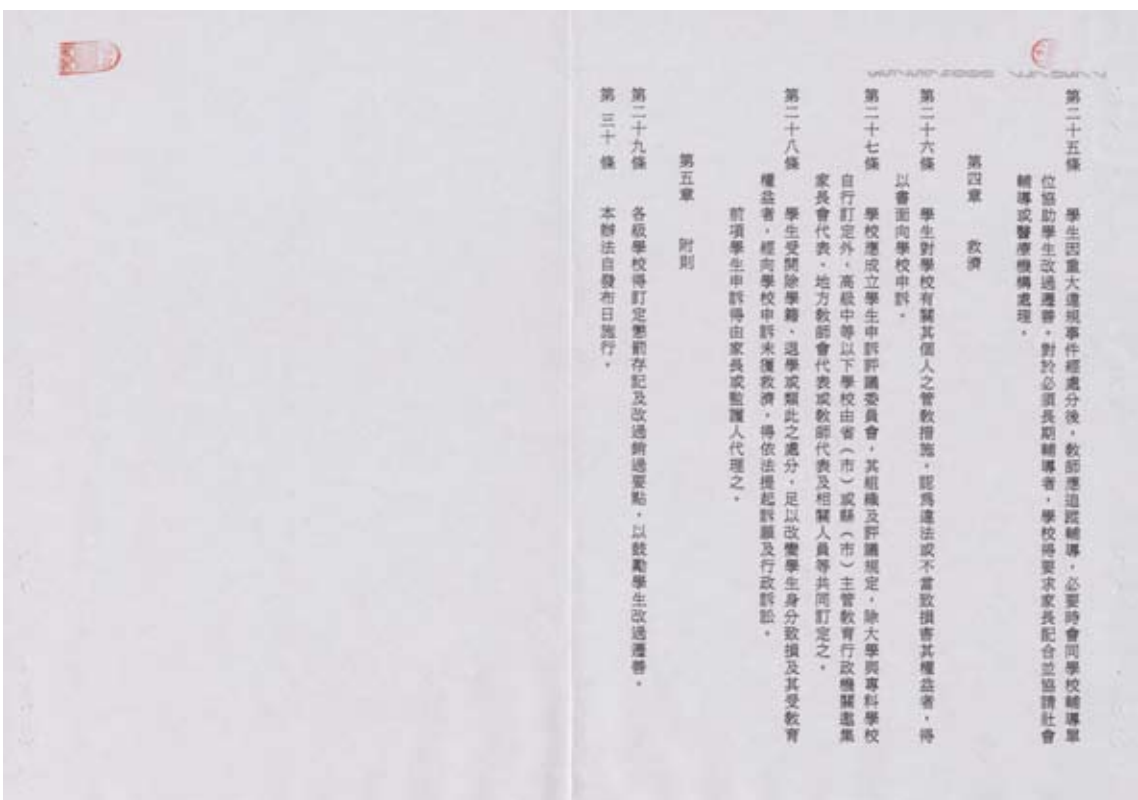 第二十五條　學生因重大違規事件經處分後，教師應追蹤輔導，必要時會同學校輔導單
位協助學生改過遷善。對於必須長期輔導者，學校得要求家長配合並協請社會
輔導或醫療機構處理。
第四章　救濟
第二十六條　學生對學校有關其個人之管教措施，認為違法或不當致損害其權益者，得
以書面向學校申訴。
第二十七條　學校應成立學生申訴評議委員會，其組織及評議規定，除大學與專科學校
自行訂定外，高級中等以下學校由省（市）或縣（市）主管教育行政機關邀集
家長會代表、地方教師會代表或教師代表及相關人員等共同訂定之。
第二十八條　學生受開除學籍、退學或類此之處分，足以改變學生身分致損及其受教育
權益者，經向學校申訴未獲救濟，得依法提起訴願及行政訴訟。
前項學生申訴得由家長或監護人代理之。
第五章　附則
第二十九條　各級學校得訂定懲罰存記及改過銷過要點，以鼓勵學生改過遷善。
第三十條　本辦法自發布日施行。